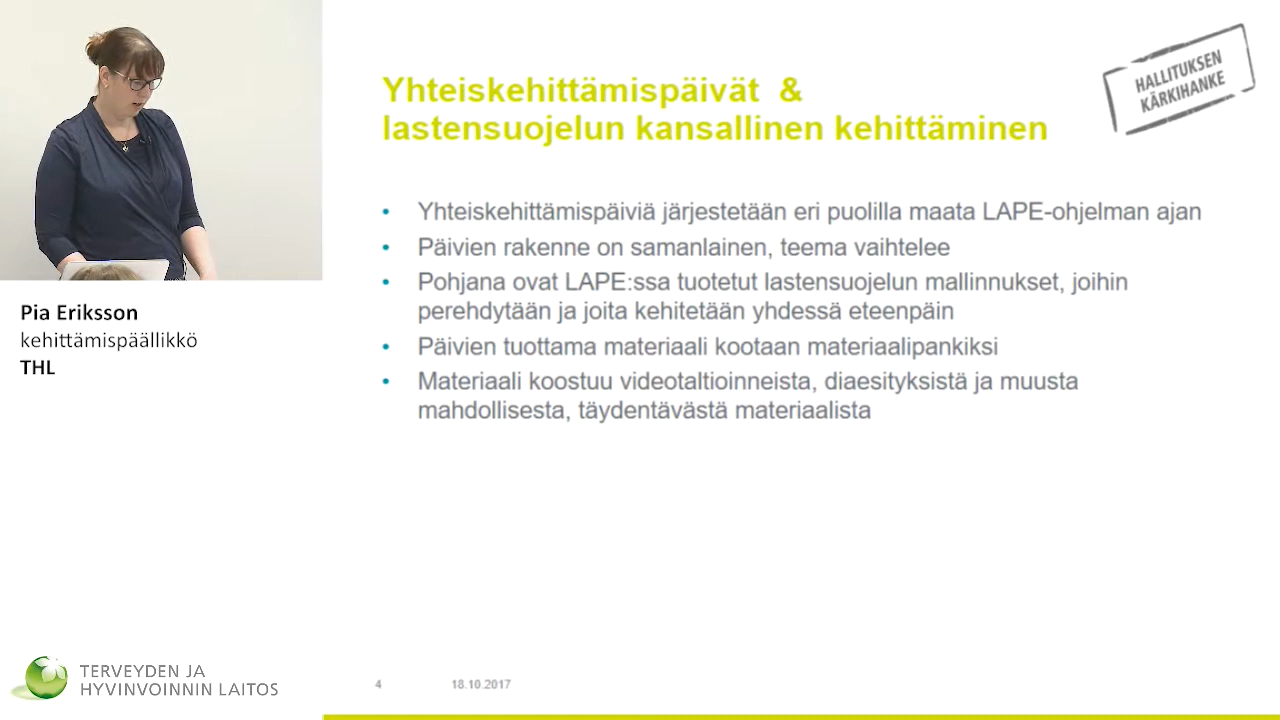 Yhteiskehittämispäivät &
lastensuojelun kansallinen kehittäminen
HALLITUKSEN
KÄRKIHANKE
• Yhteiskehittämispäiviä järjestetään eri puolilla maata LAPE-ohjelman ajan
• Päivien rakenne on samanlainen, teema vaihtelee
• Pohjana ovat LAPE:ssa tuotetut lastensuojelun mallinnukset, joihin
perehdytään ja joita kehitetään yhdessä eteenpäin
• Päivien tuottama materiaali kootaan materiaalipankiksi
• Materiaali koostuu videotaltioinneista, diaesityksistä ja muusta
mahdollisesta, täydentävästä materiaalista
Pia Eriksson
kehittämispäällikkö
THL
TERVEYDEN JA
HYVINVOINNIN LAITOS
4 18.10.2017